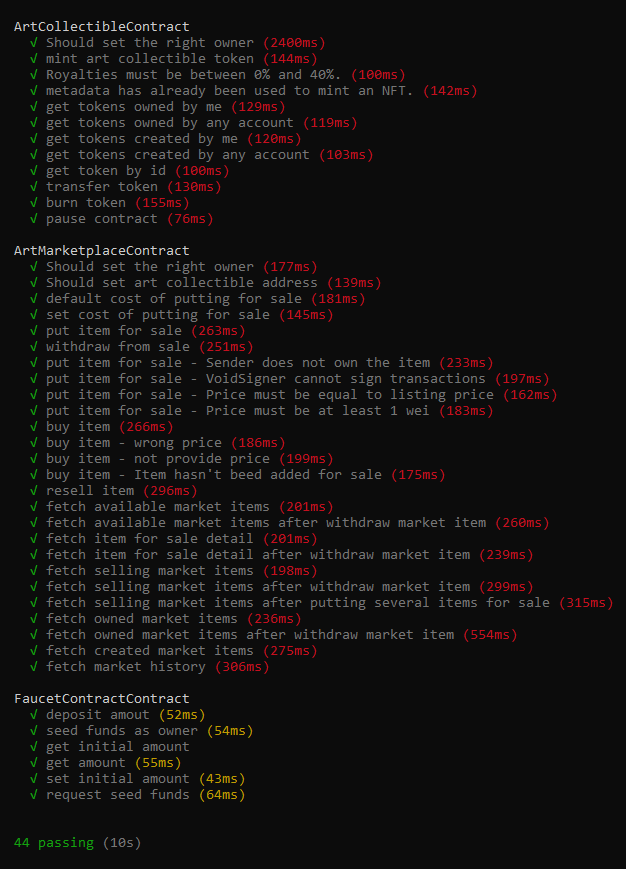 ArtCollectibleContract
√ Should set the right owner (2400ms)
√ mint art collectible token (144ms)
√ Royalties must be between 0% and 40%. (100ms)
√ metadata has already been used to mint an NFT. (142ms)
√ get tokens owned by me (129ms)
√ get tokens owned by any account (119ms)
√ get tokens created by me (120ms)
√ get tokens created by any account (103ms)
√ get token by id (100ms)
√ transfer token (130ms)
√ burn token (155ms)
√ pause contract (76ms)
ArtMarketplaceContract
√ Should set the right owner (177ms)
√ Should set art collectible address (139ms)
√ default cost of putting for sale (181ms)
√ set cost of putting for sale (145ms)
√ put item for sale (263ms)
√ withdraw from sale (251ms)
√ put item for sale - Sender does not own the item (233ms)
√ put item for sale - VoidSigner cannot sign transactions (197ms)
√ put item for sale - Price must be equal to listing price (162ms)
√ put item for sale - Price must be at least 1 wei (183ms)
√ buy item (266ms)
√ buy item - wrong price (186ms)
√ buy item - not provide price (199ms)
√ buy item - Item hasn't beed added for sale (175ms)
√ resell item (296ms)
√ fetch available market items (201ms)
√ fetch available market items after withdraw market item (260ms)
√ fetch item for sale detail (201ms)
√ fetch item for sale detail after withdraw market item (239ms)
√ fetch selling market items (198ms)
√ fetch selling market items after withdraw market item (299ms)
√ fetch selling market items after putting several items for sale (315ms)
√ fetch owned market items (236ms)
√ fetch owned market items after withdraw market item (554ms)
√ fetch created market items (275ms)
√ fetch market history (306ms)
FaucetContractContract
√ deposit amout (52ms)
√ seed funds as owner (54ms)
√ get initial amount
√ get amount (55ms)
√ set initial amount (43ms)
√ request seed funds (64ms)
44 passing (10s)